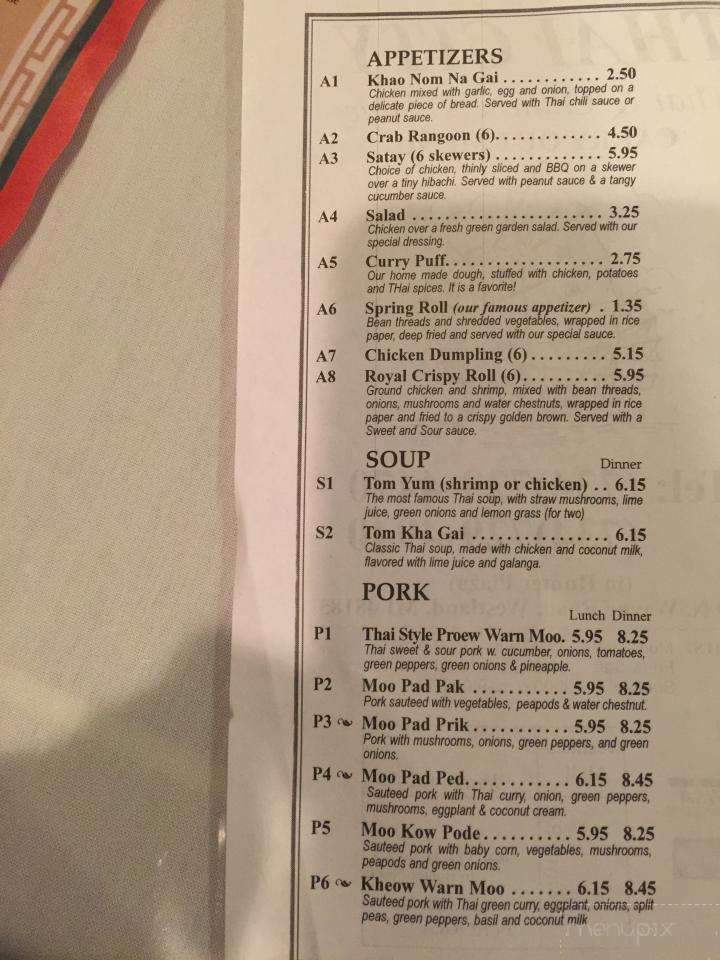 APPETIZERS
A1 Khao Nom Na Gai . . . . . . . . . . . . 2.50
Chicken mixed with garlic, egg and onion, topped on a
delicate piece of bread. Served with Thai chili sauce or
peanut sauce.
A2 Crab Rangoon (6). . . . . . . . . . . . . 4.50
A3 Satay (6 skewers) . . . . . . . . . . . . . 5.95
Choice of chicken, thinly sliced and BBQ on a skewer
over a tiny hibachi. Served with peanut sauce & a tangy
cucumber sauce.
A4 Salad . . . . . . . . . . . . . . . . . . . . . . . 3.25
Chicken over a fresh green garden salad. Served with our
special dressing.
A5 Curry Puff. . . . . . . . . . . . . . . . . . . 2.75
Our home made dough, stuffed with chicken, potatoes
and THai spices. It is a favorite!
A6 Spring Roll (our famous appetizer) . 1.35
Bean threads and shredded vegetables, wrapped in rice
paper, deep fried and served with our special sauce.
A7 Chicken Dumpling (6) . . . . . . . . . 5.15
A8 Royal Crispy Roll (6). . . . . . . . . . 5.95
Ground chicken and shrimp, mixed with bean threads,
onions, mushrooms and water chestnuts, wrapped in rice
paper and fried to a crispy golden brown. Served with a
Sweet and Sour sauce.
SOUP Dinner
S1 Tom Yum (shrimp or chicken) . . 6.15
The most famous Thai soup, with straw mushrooms, lime
juice, green onions and lemon grass (for two)
S2 Tom Kha Gai . . . . . . . . . . . . . . . . 6.15
Classic Thai soup, made with chicken and coconut milk,
flavored with lime juice and galanga.
PORK
Lunch Dinner
P1 Thai Style Proew Warn Moo. 5.95 8.25
Thai sweet & sour pork w. cucumber, onions, tomatoes,
green peppers, green onions & pineapple.
P2 Moo Pad Pak . . . . . . . . . . 5.95 8.25
Pork sauteed with vegetables, peapods & water chestnut.
P3 Moo Pad Prik . . . . . . . . . . 5.95 8.25
Pork with mushrooms, onions, green peppers, and green
onions.
P4 Moo Pad Ped. . . . . . . . . . . 6.15 8.45
Sauteed pork with Thai curry, onion, green peppers,
mushrooms, eggplant & coconut cream.
P5 Moo Kow Pode . . . . . . . . . 5.95 8.25
Sauteed pork with baby corn, vegetables, mushrooms,
peapods and green onions.
P6 Kheow Warn Moo . . . . . . . 6.15 8.45
Sauteed pork with Thai green curry, eggplant, onions, split
peas, green peppers, basil and coconut milk
menupix